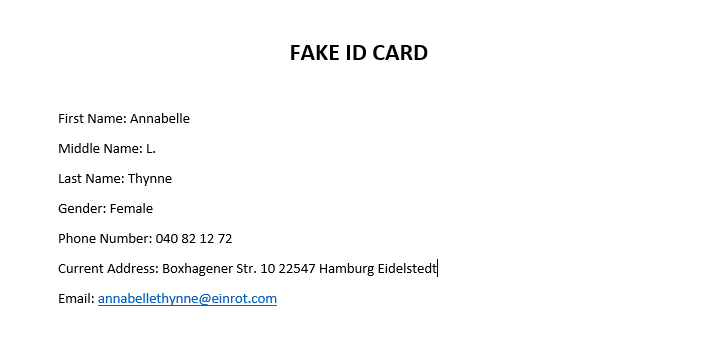 FAKE ID CARD
First Name: Annabelle
Middle Name: L.
Last Name: Thynne
Gender: Female
Phone Number: 040 82 12 72
Current Address: Boxhagener Str. 10 22547 Hamburg Eidelstedt
Email: annabellethynne@einrot.com